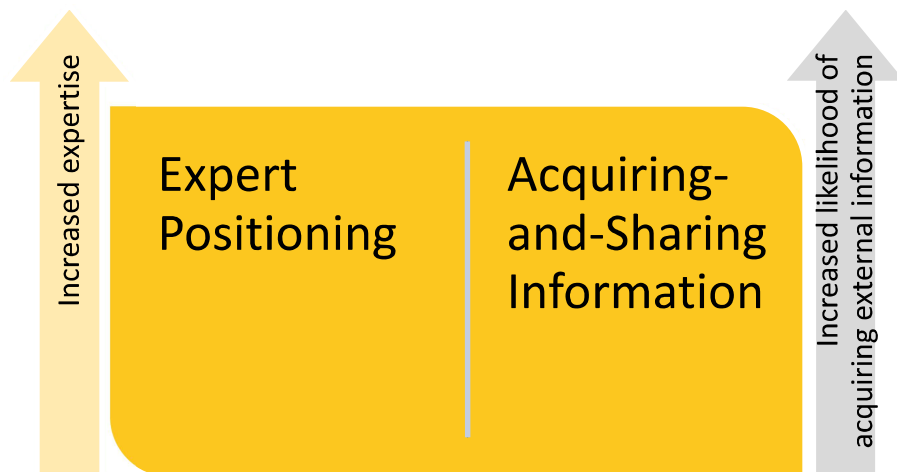 Increased expertise
Expert
Positioning
Acquiring-
and-Sharing
Information
Increased likelihood of
acquiring external information